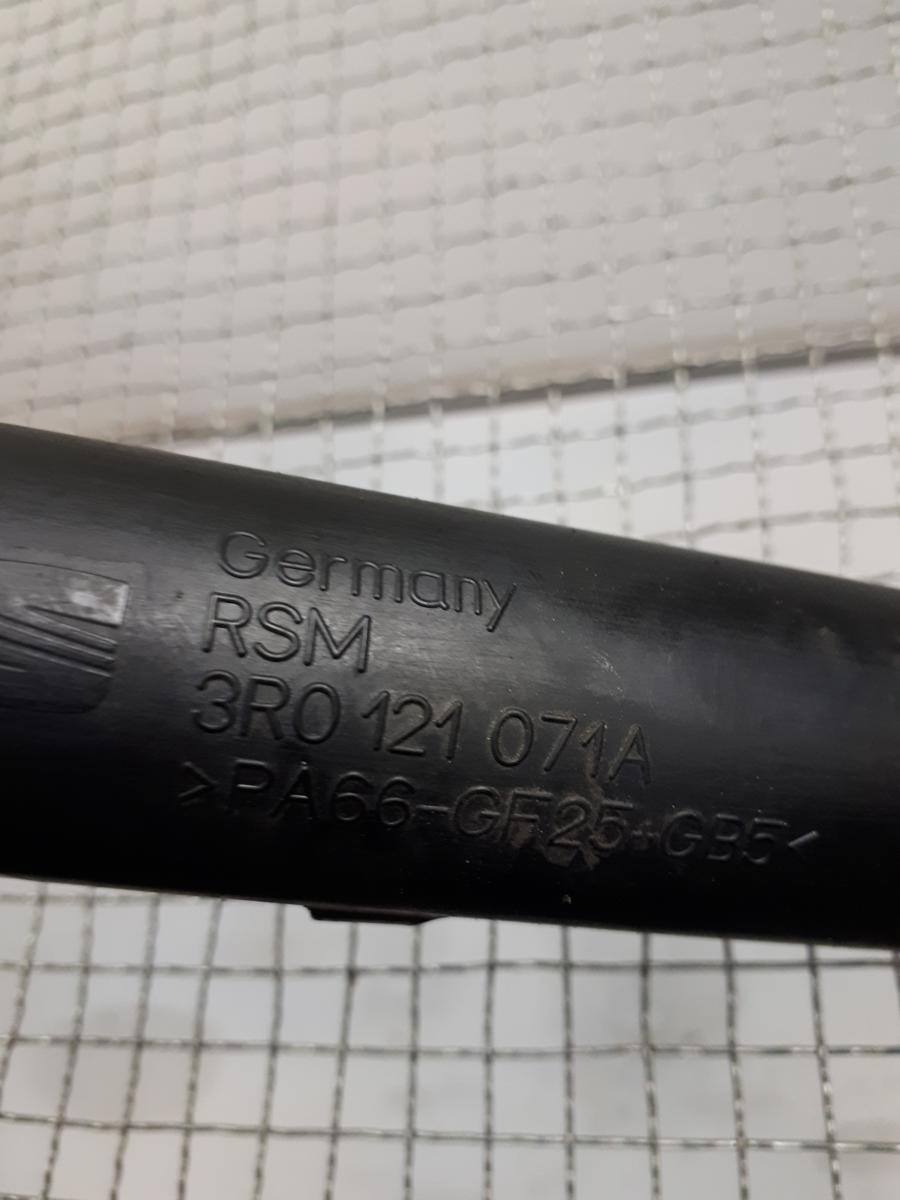 Germany
RSM
3R0 121 071A
>PA66-GF25+GB5<